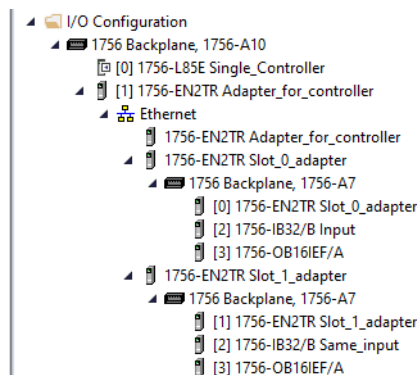 I/O Configuration
1756 Backplane, 1756-A10
[0] 1756-L85E Single_Controller
[1] 1756-EN2TR Adapter_for_controller
Ethernet
1756-EN2TR Adapter_for_controller
1756-EN2TR Slot_0_adapter
1756 Backplane, 1756-A7
[0] 1756-EN2TR Slot_0_adapter
[2] 1756-IB32/B Input
[3] 1756-OB16IEF/A
1756-EN2TR Slot_1_adapter
1756 Backplane, 1756-A7
[1] 1756-EN2TR Slot_1_adapter
[2] 1756-IB32/B Same_input
[3] 1756-OB16IEF/A